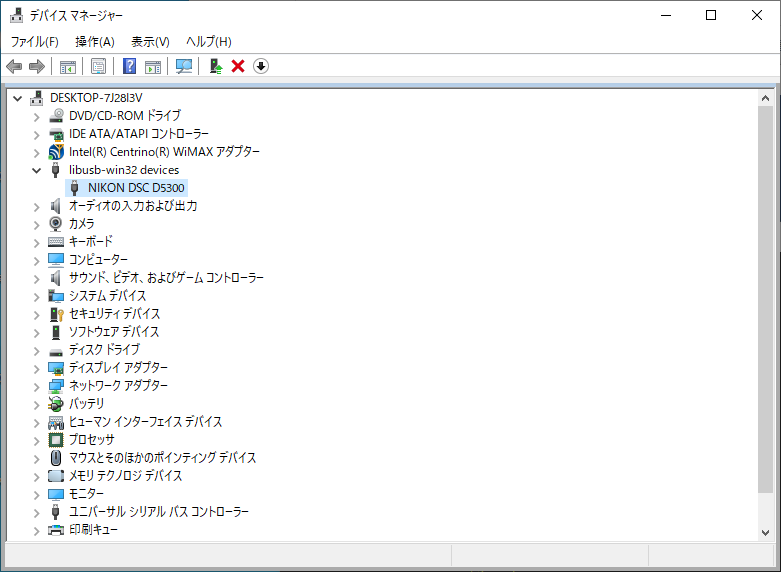 デバイス マネージャー
ファイル(F) 操作(A) 表示(V) ヘルプ(H)
DESKTOP-7J28I3V
DVD/CD-ROM ドライブ
IDE ATA/ATAPI コントローラー
Intel(R) Centrino(R) WiMAX アダプター
libusb-win32 devices
NIKON DSC D5300
オーディオの入力および出力
カメラ
キーボード
コンピューター
サウンド、ビデオ、およびゲーム コントローラー
システム デバイス
セキュリティ デバイス
ソフトウェア デバイス
ディスク ドライブ
ディスプレイ アダプター
ネットワーク アダプター
バッテリ
ヒューマン インターフェイス デバイス
プロセッサ
マウスとそのほかのポインティング デバイス
メモリ テクノロジ デバイス
モニター
ユニバーサル シリアル バス コントローラー
印刷キュー